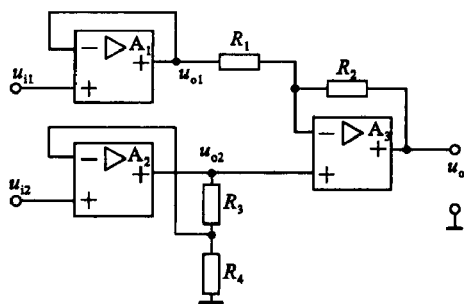 − ▷ A₁
+ +
u_i1
u_o1
R₁
R₂
− ▷ A₂
+ +
u_i2
u_o2
R₃
R₄
− ▷ A₃
+ +
u_o